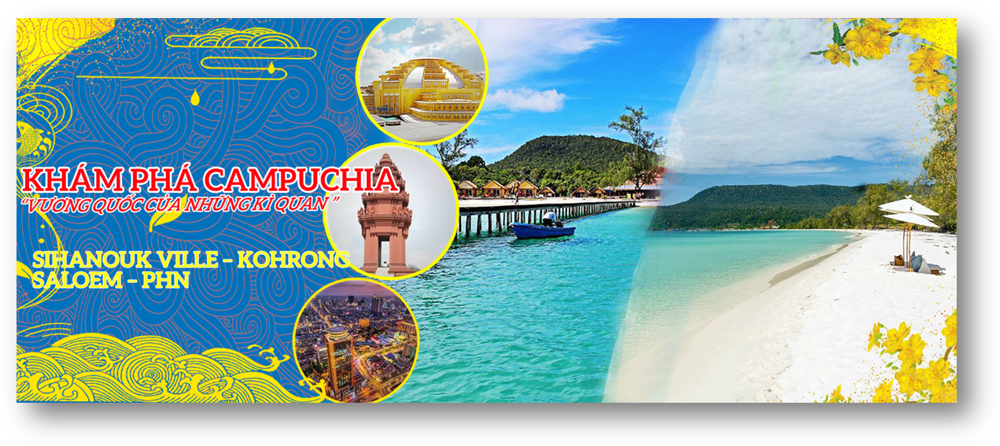 KHÁM PHÁ CAMPUCHIA
“VƯƠNG QUỐC CỦA NHỮNG KÌ QUAN ”
SIHANOUK VILLE – KOHRONG
SALOEM – PHN